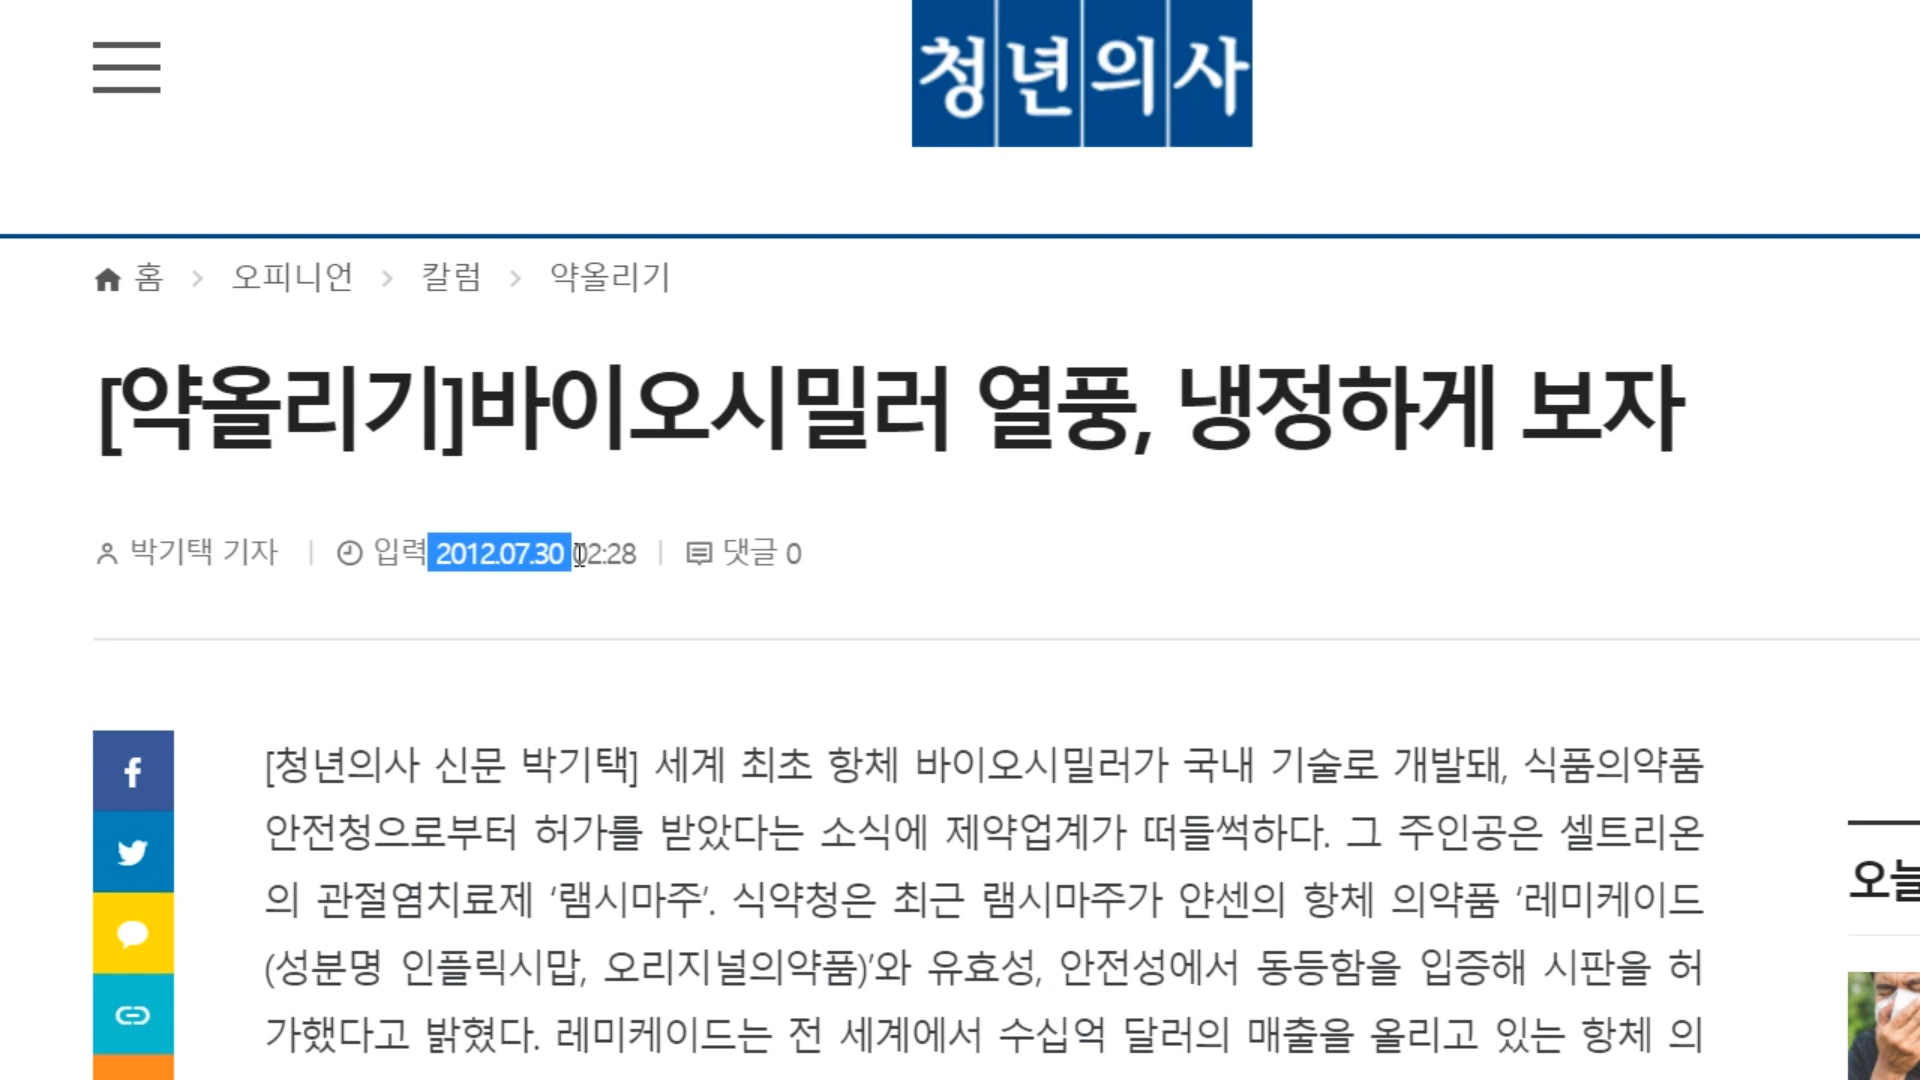 청년의사
홈 > 오피니언 > 칼럼 > 약올리기
[약올리기]바이오시밀러 열풍, 냉정하게 보자
박기택 기자 | 입력 2012.07.30 02:28 | 댓글 0
[청년의사 신문 박기택] 세계 최초 항체 바이오시밀러가 국내 기술로 개발돼, 식품의약품
안전청으로부터 허가를 받았다는 소식에 제약업계가 떠들썩하다. 그 주인공은 셀트리온
의 관절염치료제 ‘램시마주’. 식약청은 최근 램시마주가 얀센의 항체 의약품 ‘레미케이드
(성분명 인플릭시맙, 오리지널의약품)’와 유효성, 안전성에서 동등함을 입증해 시판을 허
가했다고 밝혔다. 레미케이드는 전 세계에서 수십억 달러의 매출을 올리고 있는 항체 의